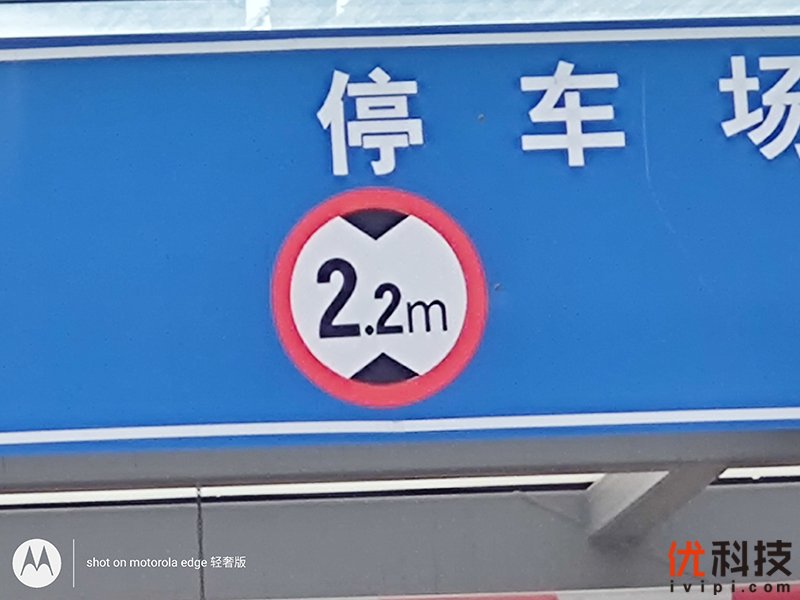 停车场
2.2m
shot on motorola edge 轻奢版
优科技
ivipi.com